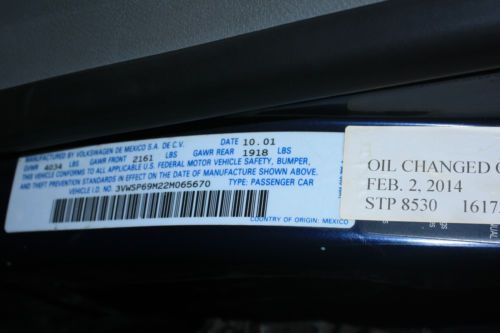 MANUFACTURED BY VOLKSWAGEN DE MEXICO S.A. DE C.V. DATE 10.01
GVWR 4034 LBS GAWR FRONT 2161 LBS GAWR REAR 1918 LBS
THIS VEHICLE CONFORMS TO ALL APPLICABLE U.S. FEDERAL MOTOR VEHICLE SAFETY, BUMPER,
AND THEFT PREVENTION STANDARDS IN EFFECT ON THE DATE OF MANUFACTURE SHOWN ABOVE.
VEHICLE I.D. NO. 3VWSP69M22M065670 TYPE: PASSENGER CAR
COUNTRY OF ORIGIN: MEXICO
OIL CHANGED
FEB. 2, 2014
STP 8530 1617